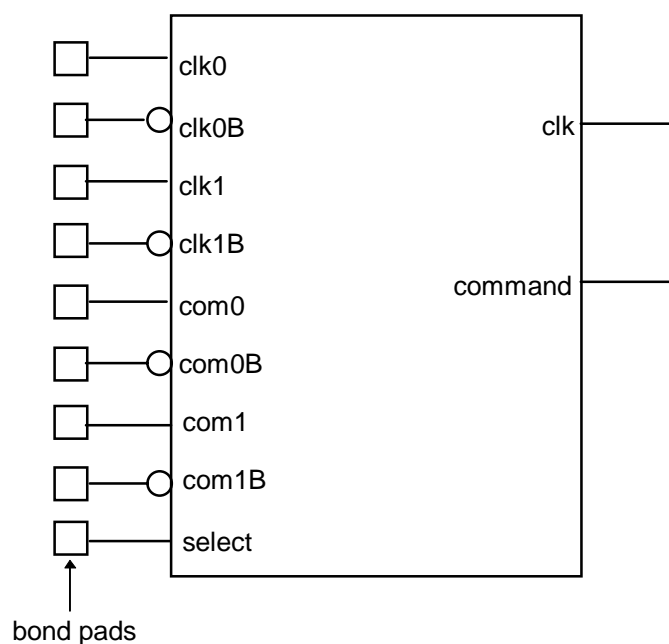 clk0
clk0B
clk
clk1
clk1B
command
com0
com0B
com1
com1B
select
bond pads